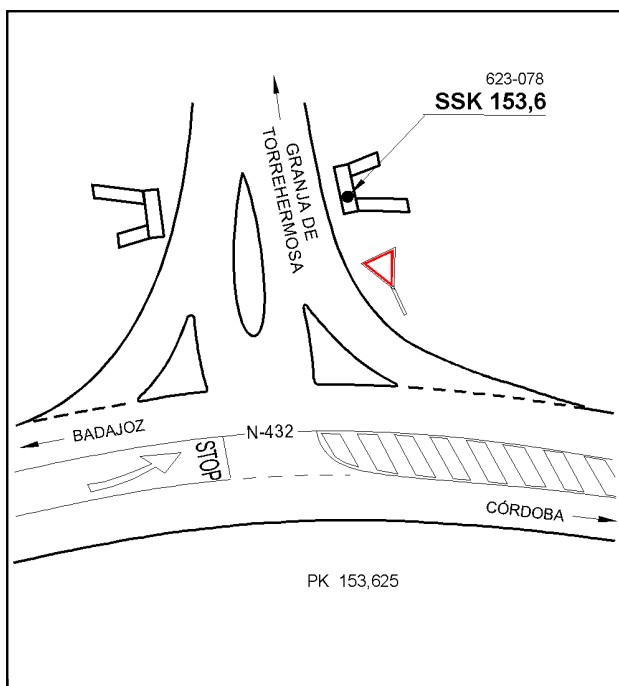 623-078
SSK 153,6
GRANJA DE
TORREHERMOSA
BADAJOZ
N-432
STOP
CÓRDOBA
PK 153,625